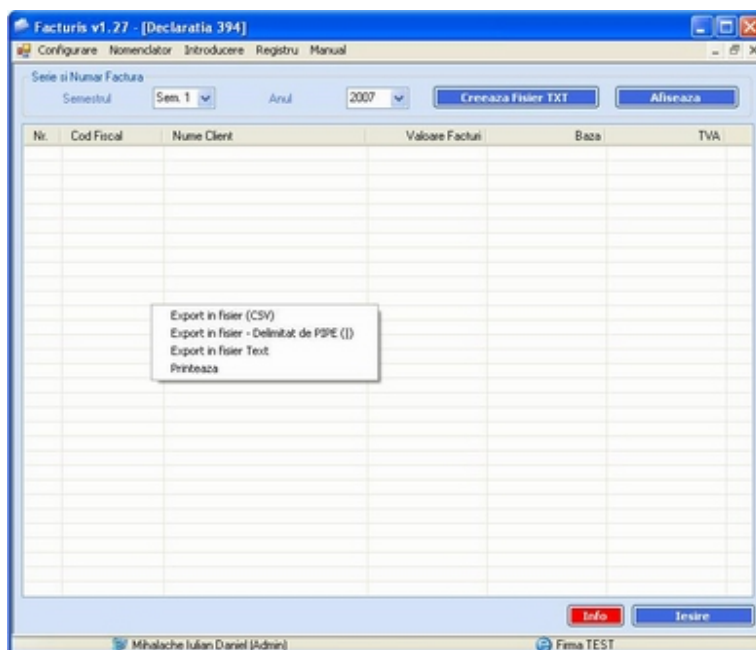 Facturis v1.27 - [Declaratia 394]
Configurare Nomenclator Introducere Registru Manual
Serie si Numar Factura
Semestrul Sem. 1 Anul 2007 Creeaza Fisier TXT Afiseaza
Nr. Cod Fiscal Nume Client Valoare Facturi Baza TVA
Export in fisier (CSV)
Export in fisier - Delimitat de PIPE (|)
Export in fisier Text
Printeaza
Info Iesire
Mihalache Iulian Daniel (Admin) Firma TEST